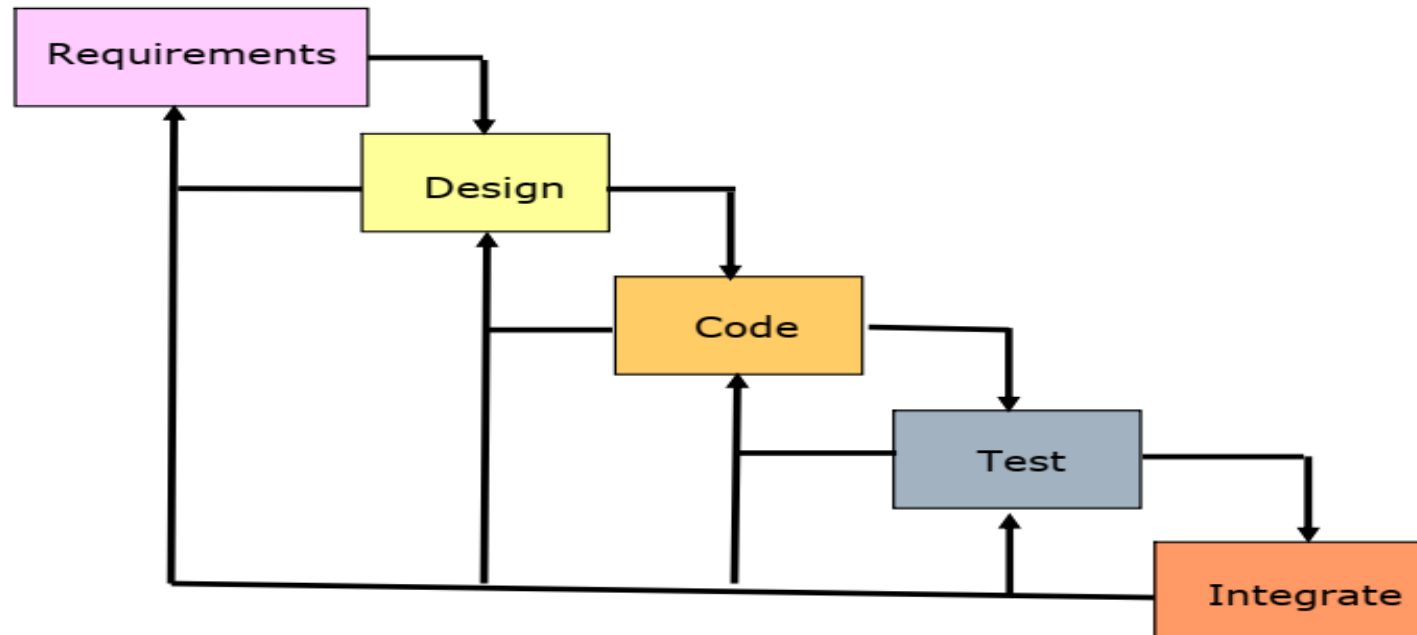 Requirements
Design
Code
Test
Integrate